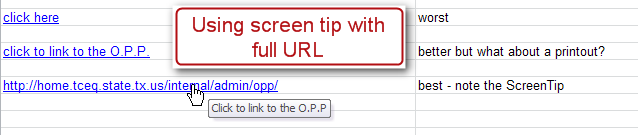 click here
worst
Using screen tip with
full URL
click to link to the O.P.P.
better but what about a printout?
http://home.tceq.state.tx.us/internal/admin/opp/
best - note the ScreenTip
Click to link to the O.P.P